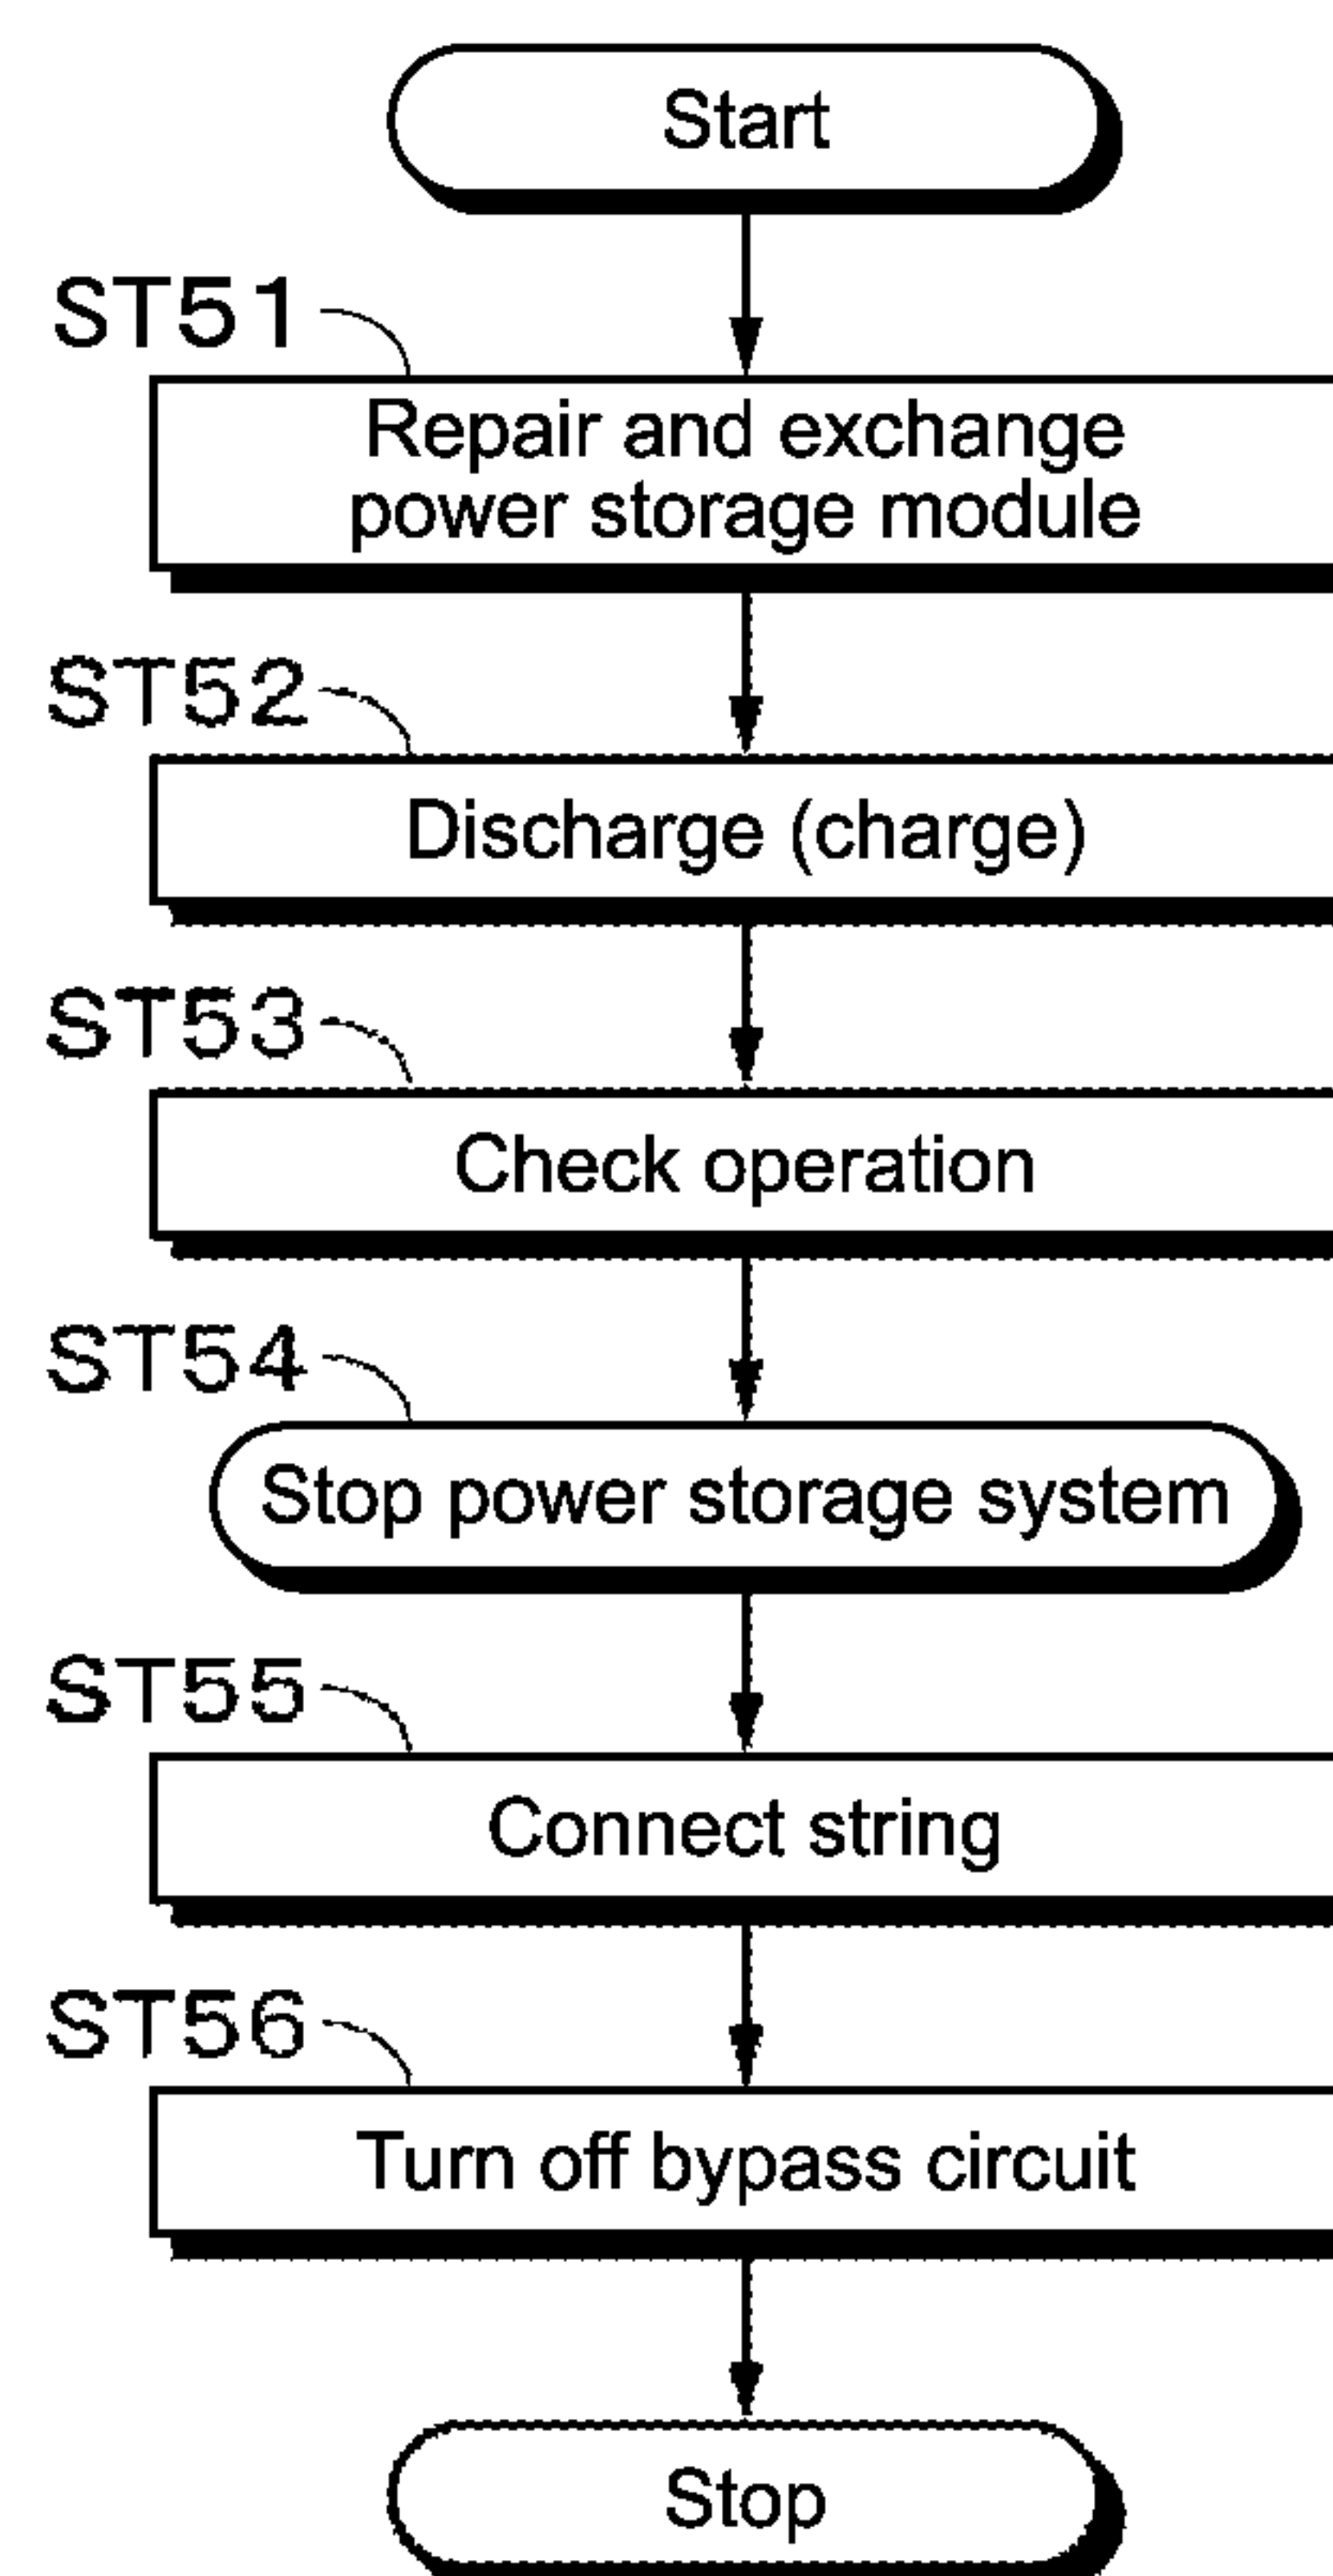 Start
ST51
Repair and exchange
power storage module
ST52
Discharge (charge)
ST53
Check operation
ST54
Stop power storage system
ST55
Connect string
ST56
Turn off bypass circuit
Stop